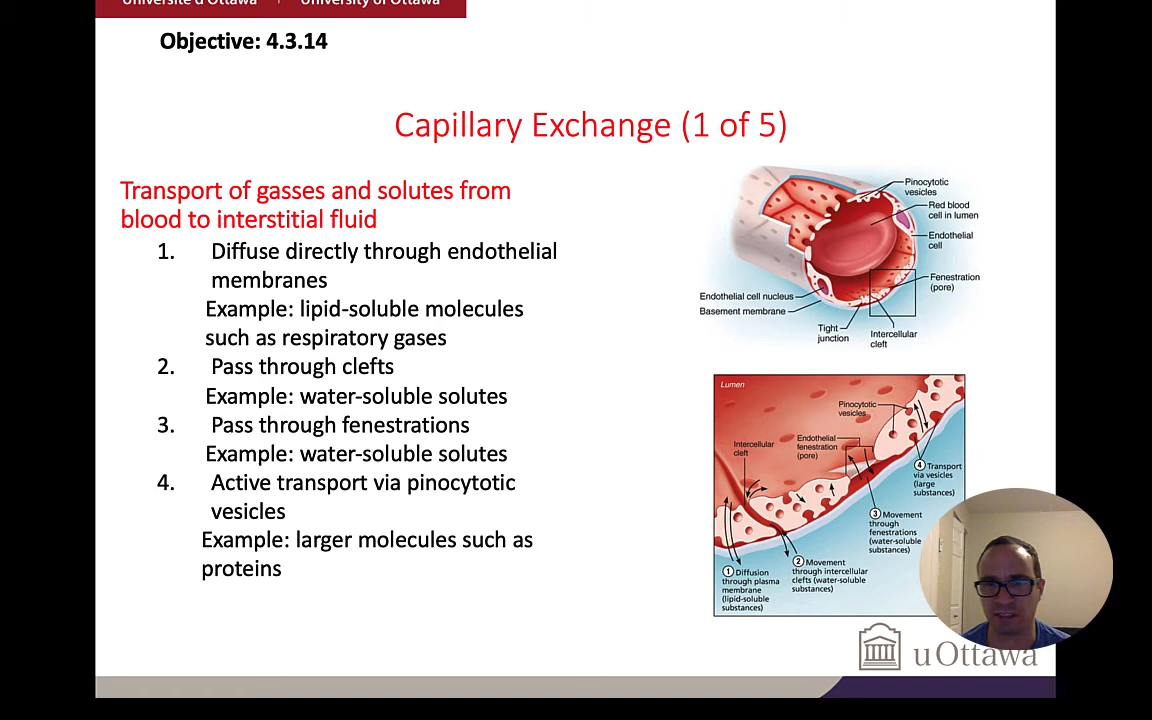 Université d'Ottawa | University of Ottawa
Objective: 4.3.14
Capillary Exchange (1 of 5)
Transport of gasses and solutes from
blood to interstitial fluid
1. Diffuse directly through endothelial
membranes
Example: lipid-soluble molecules
such as respiratory gases
2. Pass through clefts
Example: water-soluble solutes
3. Pass through fenestrations
Example: water-soluble solutes
4. Active transport via pinocytotic
vesicles
Example: larger molecules such as
proteins
Pinocytotic
vesicles
Red blood
cell in lumen
Endothelial
cell
Fenestration
(pore)
Endothelial cell nucleus
Basement membrane
Tight
junction
Intercellular
cleft
Lumen
Pinocytotic
vesicles
Endothelial
fenestration
(pore)
Intercellular
cleft
4 Transport
via vesicles
(large
substances)
3 Movement
through
fenestrations
(water-soluble
substances)
2 Movement
through intercellular
clefts (water-soluble
substances)
1 Diffusion
through plasma
membrane
(lipid-soluble
substances)
uOttawa